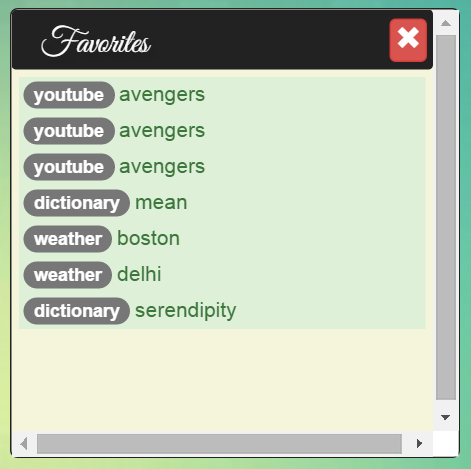 Favorites
youtube avengers
youtube avengers
youtube avengers
dictionary mean
weather boston
weather delhi
dictionary serendipity